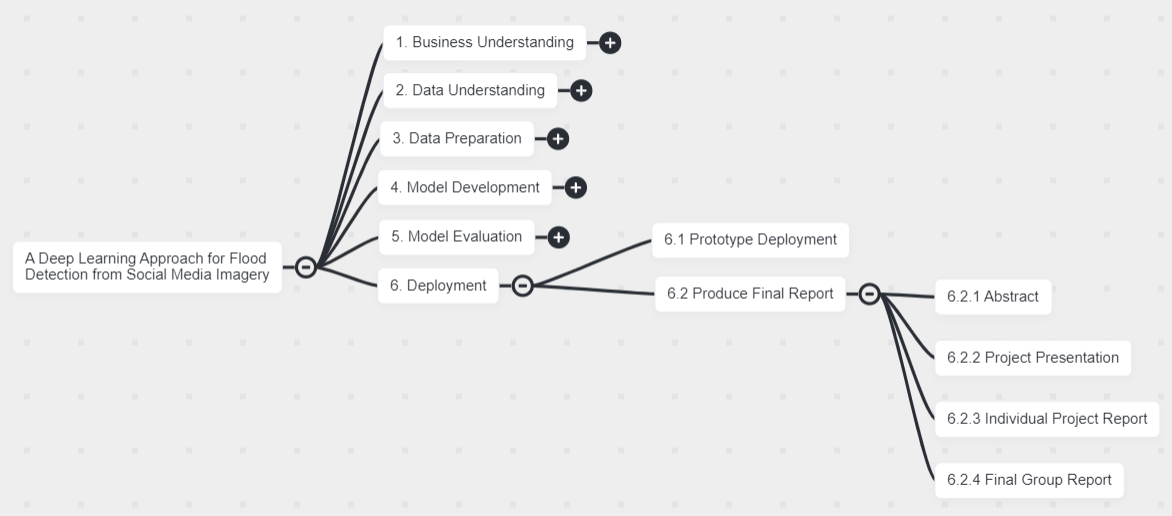 1. Business Understanding
2. Data Understanding
3. Data Preparation
4. Model Development
5. Model Evaluation
6. Deployment
A Deep Learning Approach for Flood
Detection from Social Media Imagery
6.1 Prototype Deployment
6.2 Produce Final Report
6.2.1 Abstract
6.2.2 Project Presentation
6.2.3 Individual Project Report
6.2.4 Final Group Report